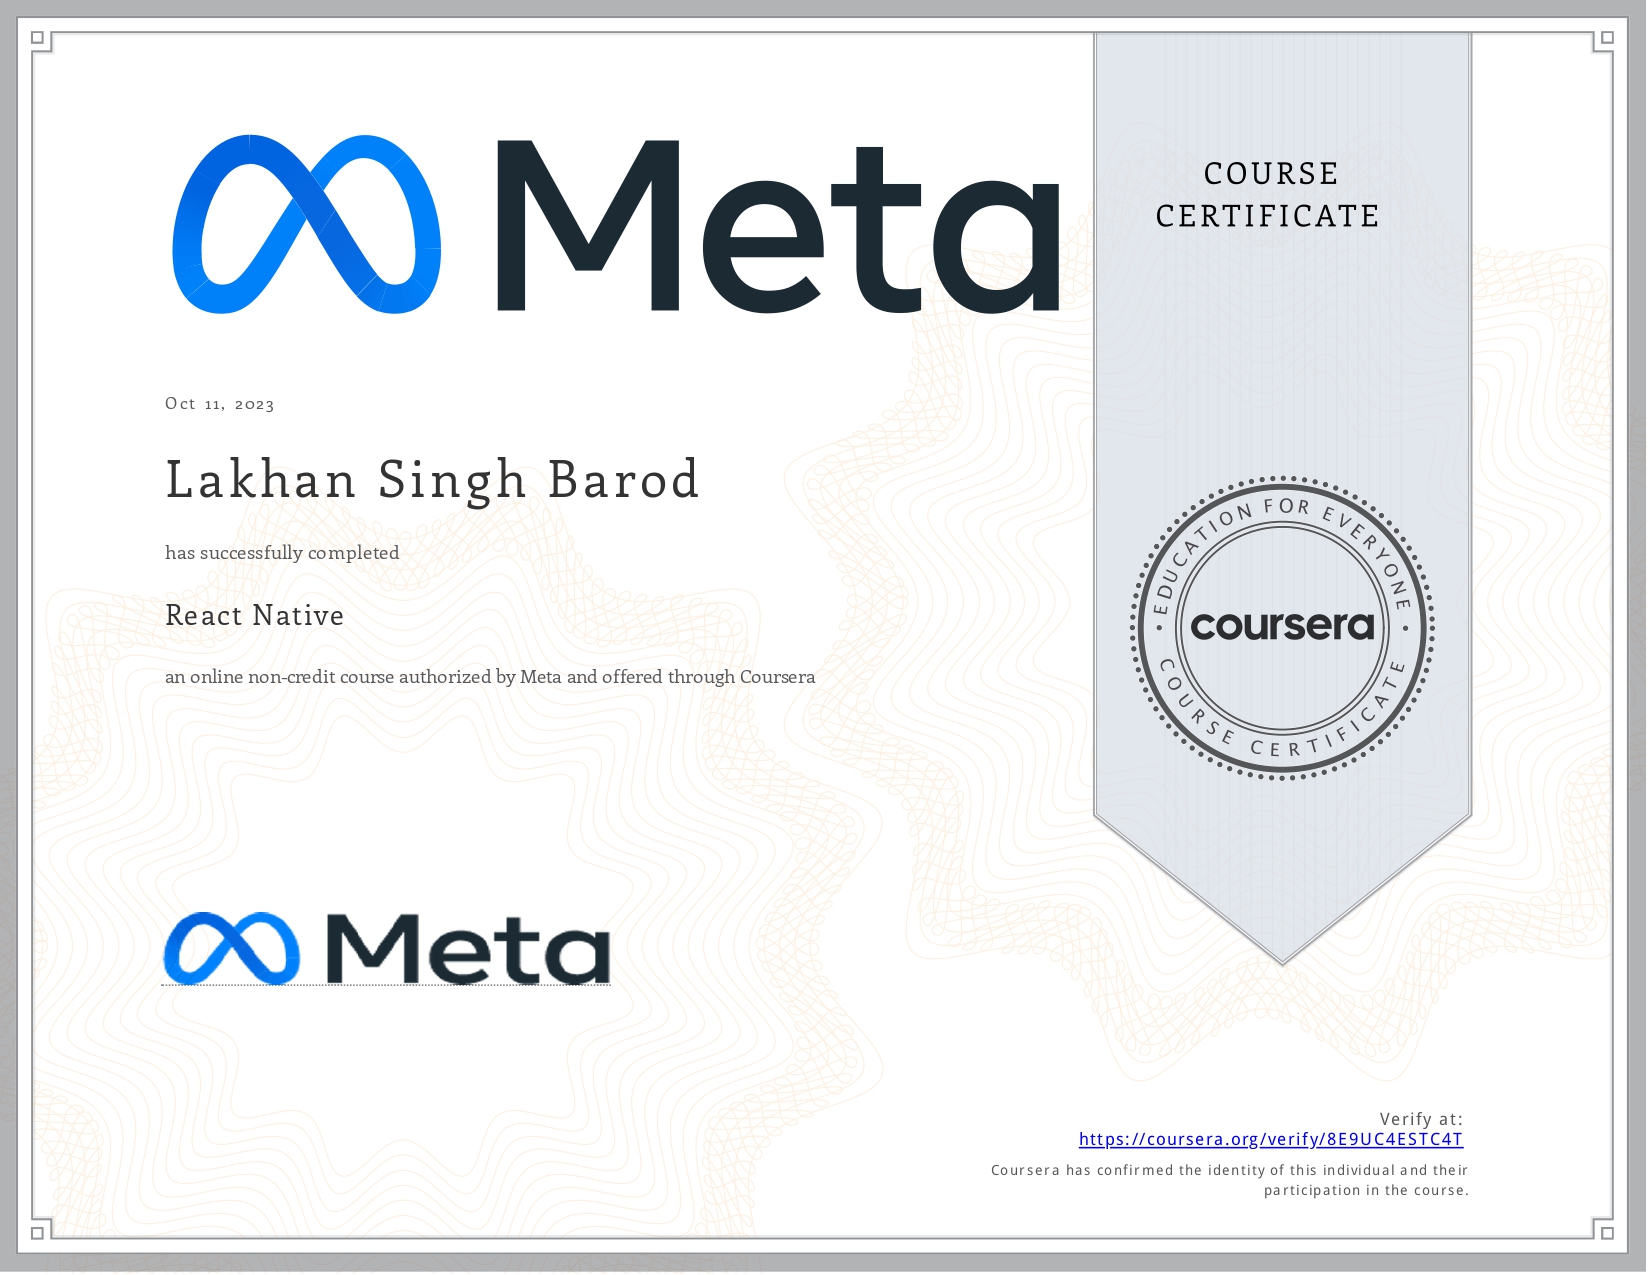 Meta
COURSE
CERTIFICATE
Oct 11, 2023
Lakhan Singh Barod
has successfully completed
React Native
an online non-credit course authorized by Meta and offered through Coursera
EDUCATION FOR EVERYONE
coursera
COURSE CERTIFICATE
Meta
Verify at:
https://coursera.org/verify/8E9UC4ESTC4T
Coursera has confirmed the identity of this individual and their
participation in the course.